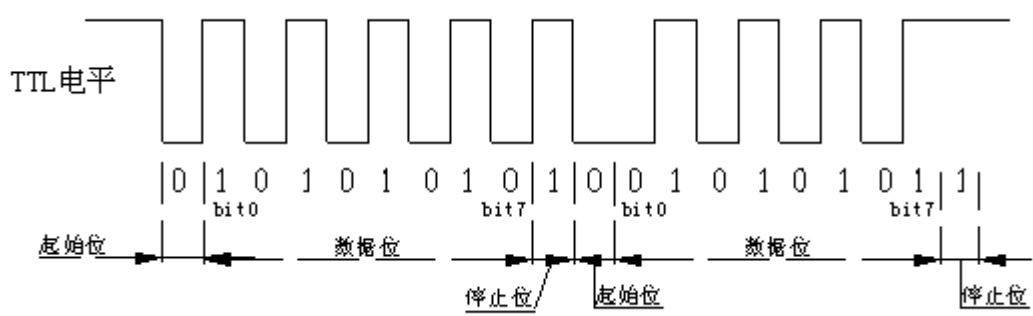 TTL电平
0 1 0 1 0 1 0 1 0 1 0 0 1 0 1 0 1 0 1 1
bit0 bit7 bit0 bit7
起始位 数据位 数据位
停止位 起始位 停止位